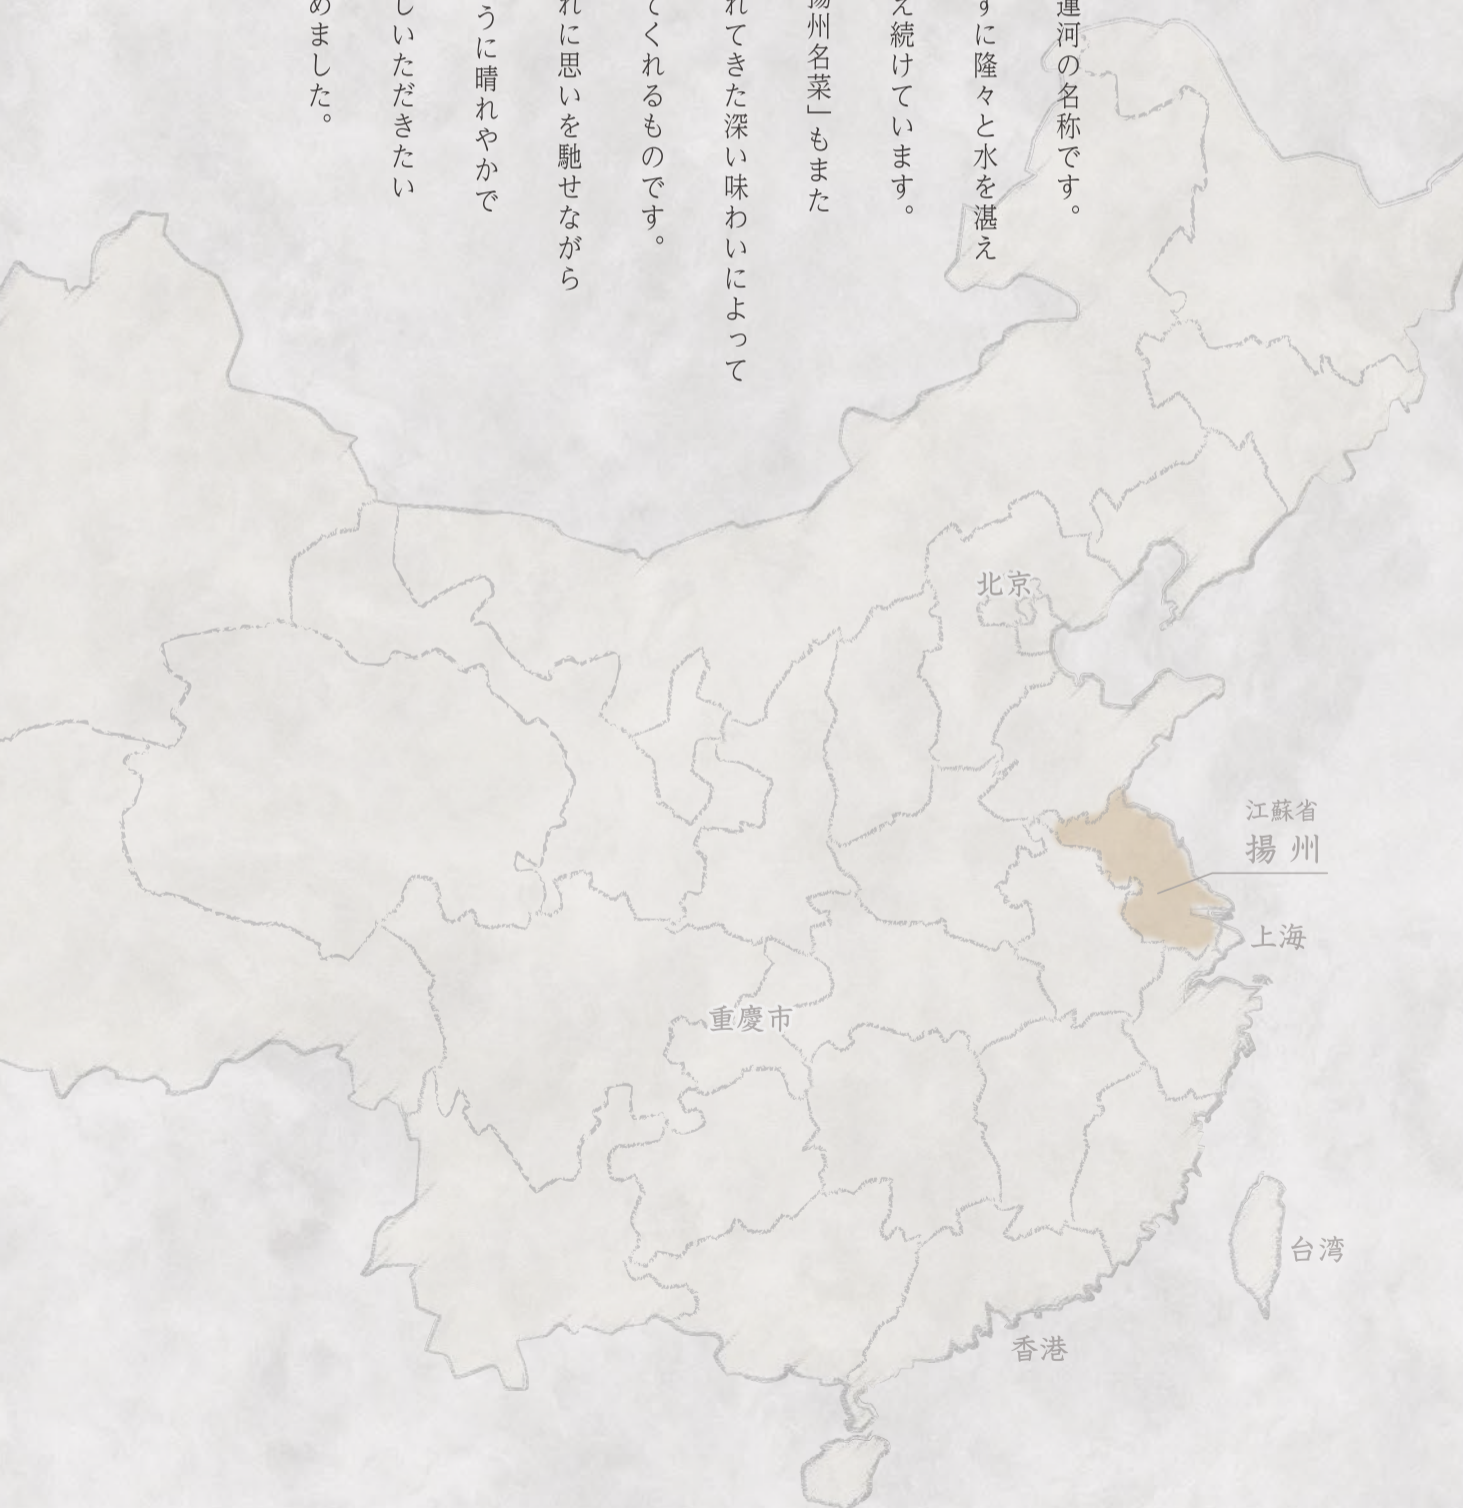 運河の名称です。
ずに隆々と水を湛え
え続けています。
揚州名菜」もまた
れてきた深い味わいによって
てくれるものです。
れに思いを馳せながら
うに晴れやかで
しいただきたい
めました。
北京
江蘇省
揚州
上海
重慶市
台湾
香港